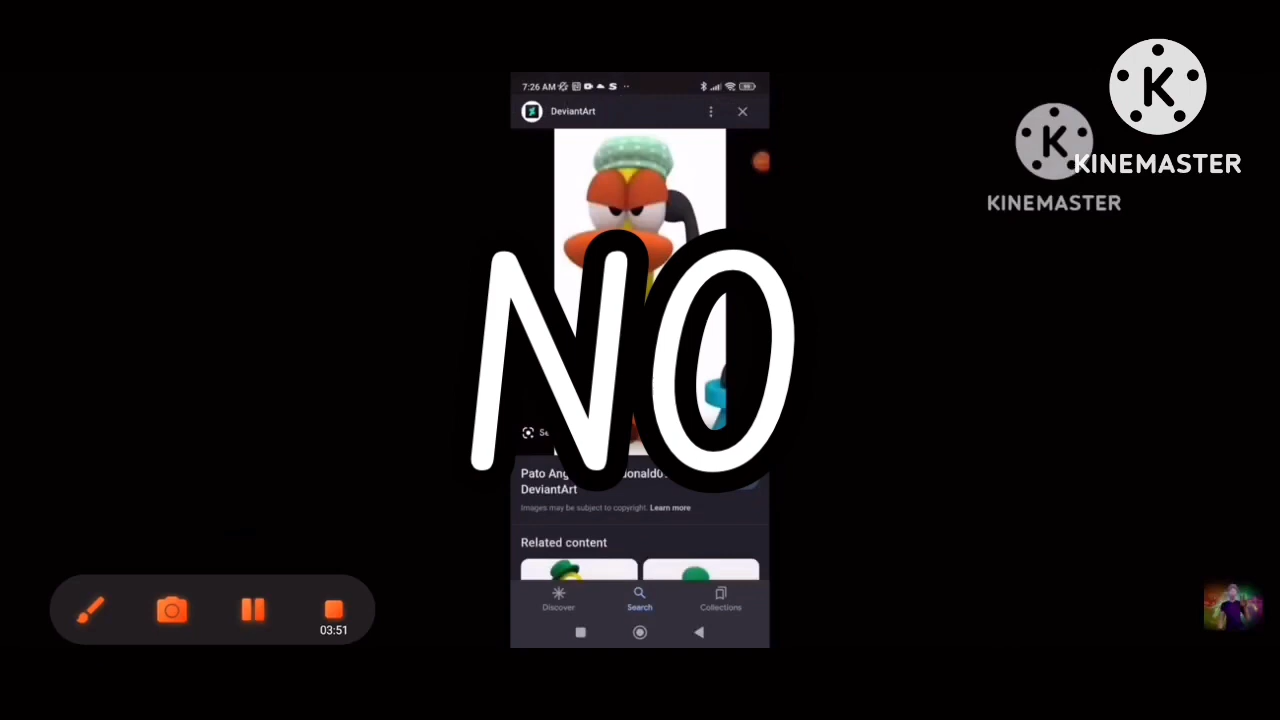 7:26 AM
DeviantArt
KINEMASTER
KINEMASTER
NO
Pato
DeviantArt
Images may be subject to copyright. Learn more
Related content
Discover
Search
Collections
03:51